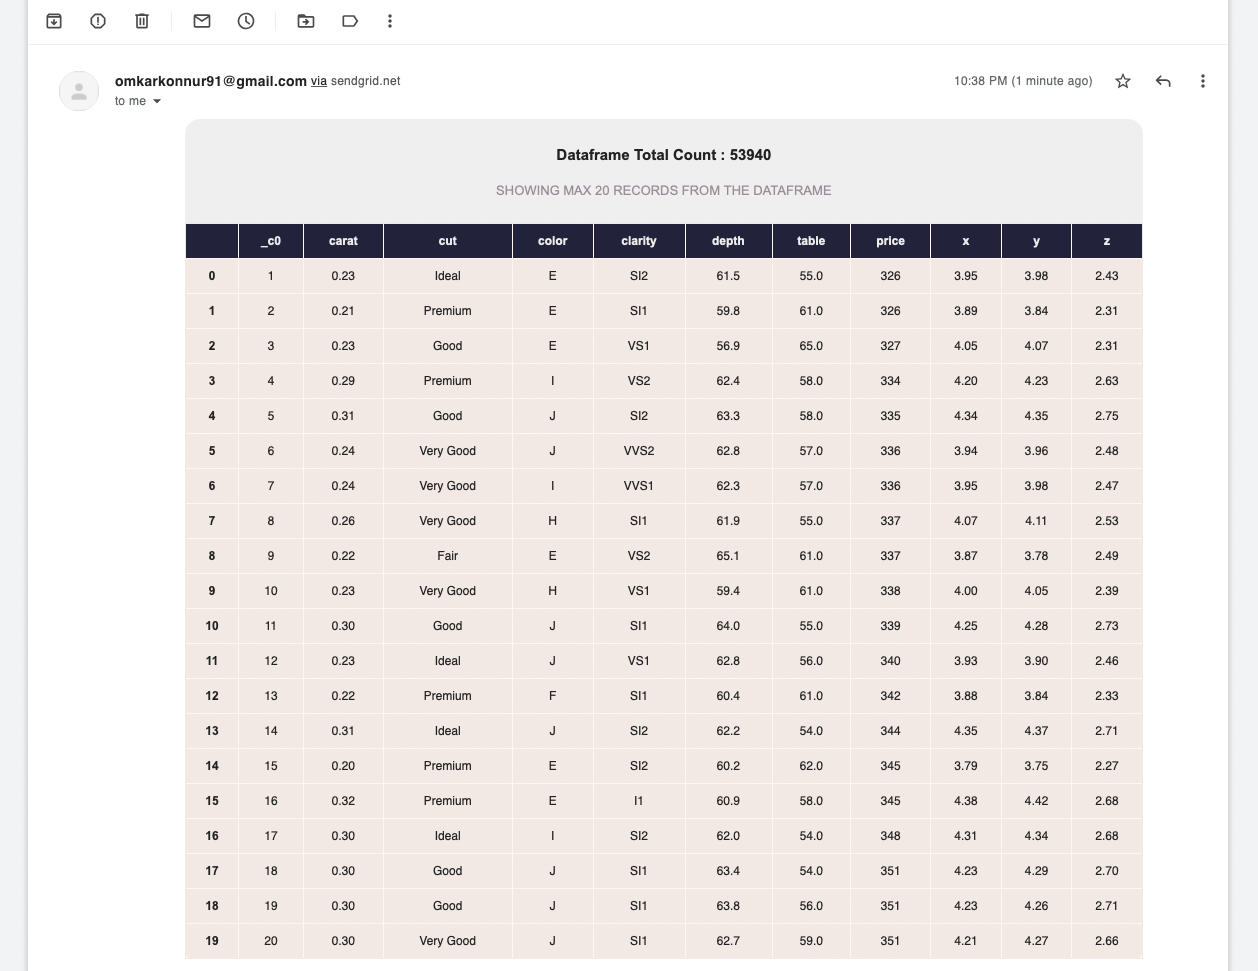 omkarkonnur91@gmail.com via sendgrid.net 10:38 PM (1 minute ago)
to me
Dataframe Total Count : 53940
SHOWING MAX 20 RECORDS FROM THE DATAFRAME
_c0 carat cut color clarity depth table price x y z
0 1 0.23 Ideal E SI2 61.5 55.0 326 3.95 3.98 2.43
1 2 0.21 Premium E SI1 59.8 61.0 326 3.89 3.84 2.31
2 3 0.23 Good E VS1 56.9 65.0 327 4.05 4.07 2.31
3 4 0.29 Premium I VS2 62.4 58.0 334 4.20 4.23 2.63
4 5 0.31 Good J SI2 63.3 58.0 335 4.34 4.35 2.75
5 6 0.24 Very Good J VVS2 62.8 57.0 336 3.94 3.96 2.48
6 7 0.24 Very Good I VVS1 62.3 57.0 336 3.95 3.98 2.47
7 8 0.26 Very Good H SI1 61.9 55.0 337 4.07 4.11 2.53
8 9 0.22 Fair E VS2 65.1 61.0 337 3.87 3.78 2.49
9 10 0.23 Very Good H VS1 59.4 61.0 338 4.00 4.05 2.39
10 11 0.30 Good J SI1 64.0 55.0 339 4.25 4.28 2.73
11 12 0.23 Ideal J VS1 62.8 56.0 340 3.93 3.90 2.46
12 13 0.22 Premium F SI1 60.4 61.0 342 3.88 3.84 2.33
13 14 0.31 Ideal J SI2 62.2 54.0 344 4.35 4.37 2.71
14 15 0.20 Premium E SI2 60.2 62.0 345 3.79 3.75 2.27
15 16 0.32 Premium E I1 60.9 58.0 345 4.38 4.42 2.68
16 17 0.30 Ideal I SI2 62.0 54.0 348 4.31 4.34 2.68
17 18 0.30 Good J SI1 63.4 54.0 351 4.23 4.29 2.70
18 19 0.30 Good J SI1 63.8 56.0 351 4.23 4.26 2.71
19 20 0.30 Very Good J SI1 62.7 59.0 351 4.21 4.27 2.66